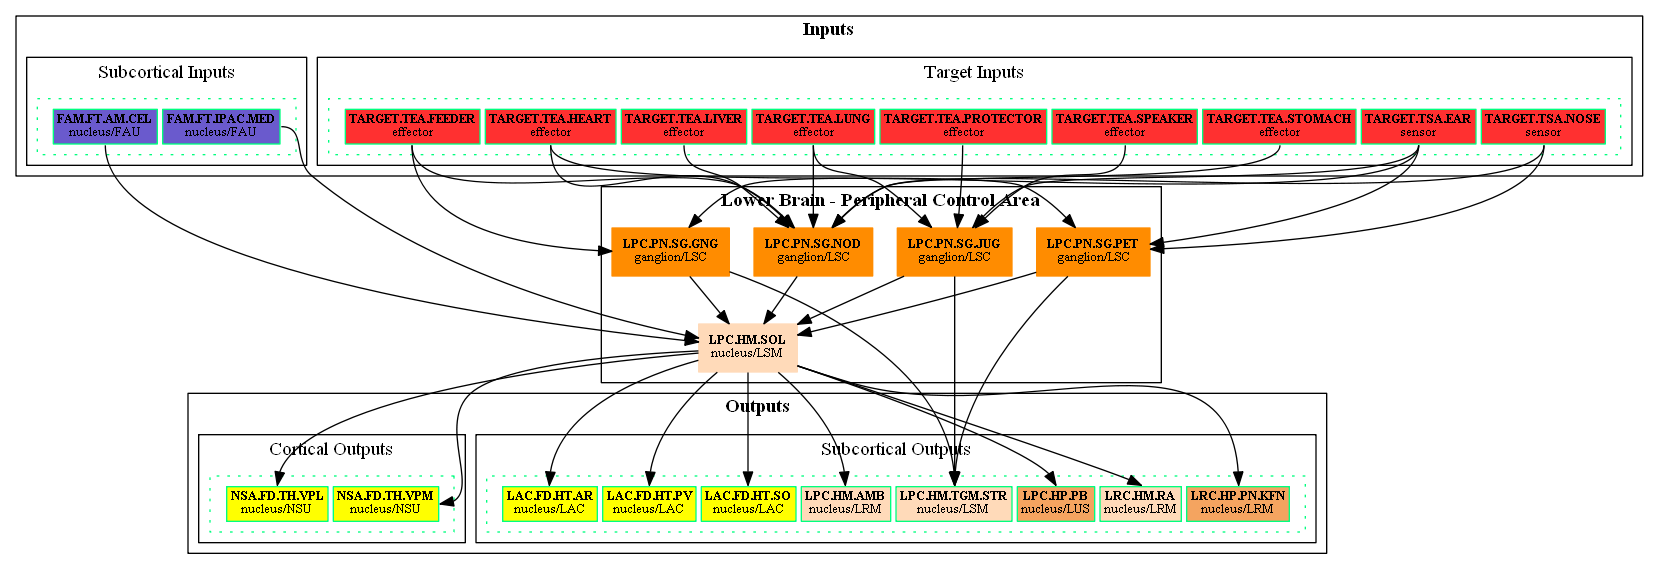 Inputs
Subcortical Inputs
Target Inputs
FAM.FT.AM.CEL
nucleus/FAU
FAM.FT.IPAC.MED
nucleus/FAU
TARGET.TEA.FEEDER
effector
TARGET.TEA.HEART
effector
TARGET.TEA.LIVER
effector
TARGET.TEA.LUNG
effector
TARGET.TEA.PROTECTOR
effector
TARGET.TEA.SPEAKER
effector
TARGET.TEA.STOMACH
effector
TARGET.TSA.EAR
sensor
TARGET.TSA.NOSE
sensor
Lower Brain - Peripheral Control Area
LPC.PN.SG.GNG
ganglion/LSC
LPC.PN.SG.NOD
ganglion/LSC
LPC.PN.SG.JUG
ganglion/LSC
LPC.PN.SG.PET
ganglion/LSC
LPC.HM.SOL
nucleus/LSM
Outputs
Cortical Outputs
Subcortical Outputs
NSA.FD.TH.VPL
nucleus/NSU
NSA.FD.TH.VPM
nucleus/NSU
LAC.FD.HT.AR
nucleus/LAC
LAC.FD.HT.PV
nucleus/LAC
LAC.FD.HT.SO
nucleus/LAC
LPC.HM.AMB
nucleus/LRM
LPC.HM.TGM.STR
nucleus/LSM
LPC.HP.PB
nucleus/LUS
LRC.HM.RA
nucleus/LRM
LRC.HP.PN.KFN
nucleus/LRM